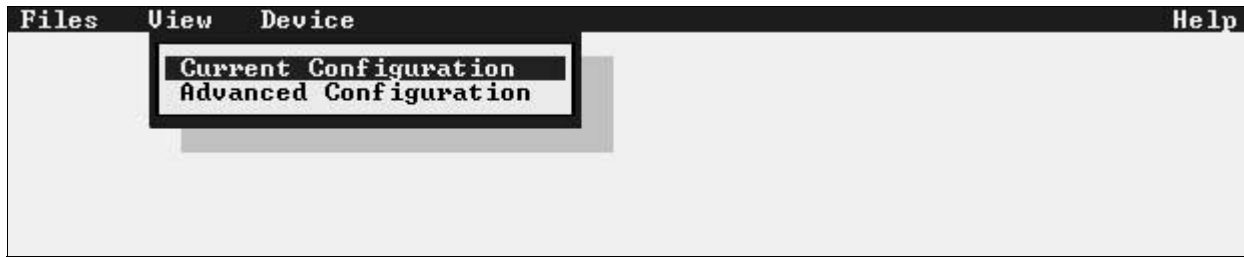 Files View Device Help
Current Configuration
Advanced Configuration